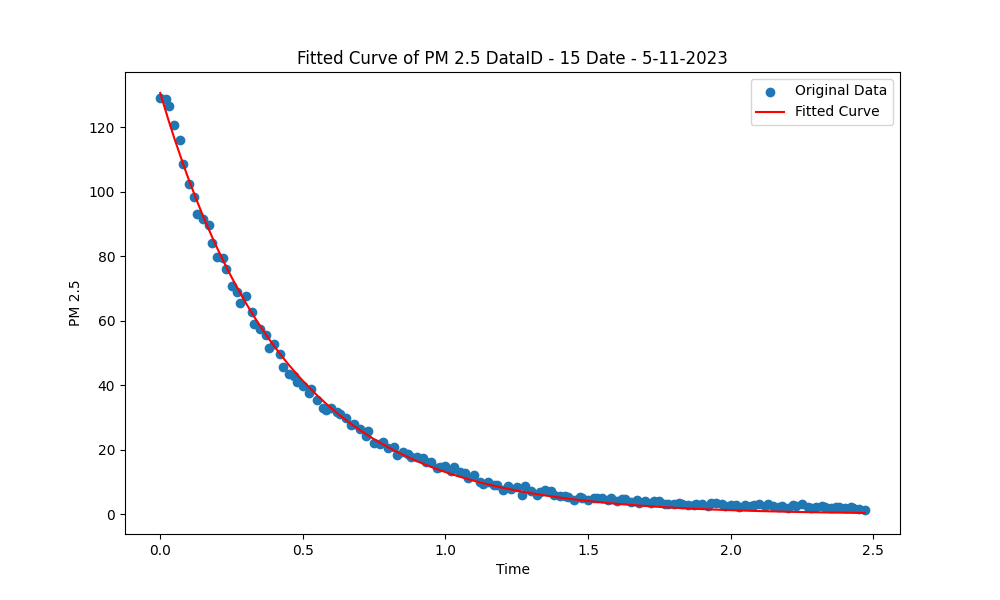 Fitted Curve of PM 2.5 DataID - 15 Date - 5-11-2023
Original Data
Fitted Curve
120
100
80
60
40
20
0
PM 2.5
0.0 0.5 1.0 1.5 2.0 2.5
Time